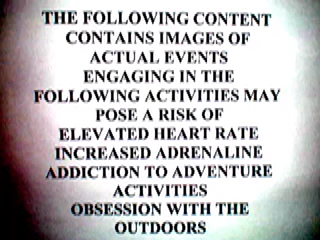 THE FOLLOWING CONTENT
CONTAINS IMAGES OF
ACTUAL EVENTS
ENGAGING IN THE
FOLLOWING ACTIVITIES MAY
POSE A RISK OF
ELEVATED HEART RATE
INCREASED ADRENALINE
ADDICTION TO ADVENTURE
ACTIVITIES
OBSESSION WITH THE
OUTDOORS